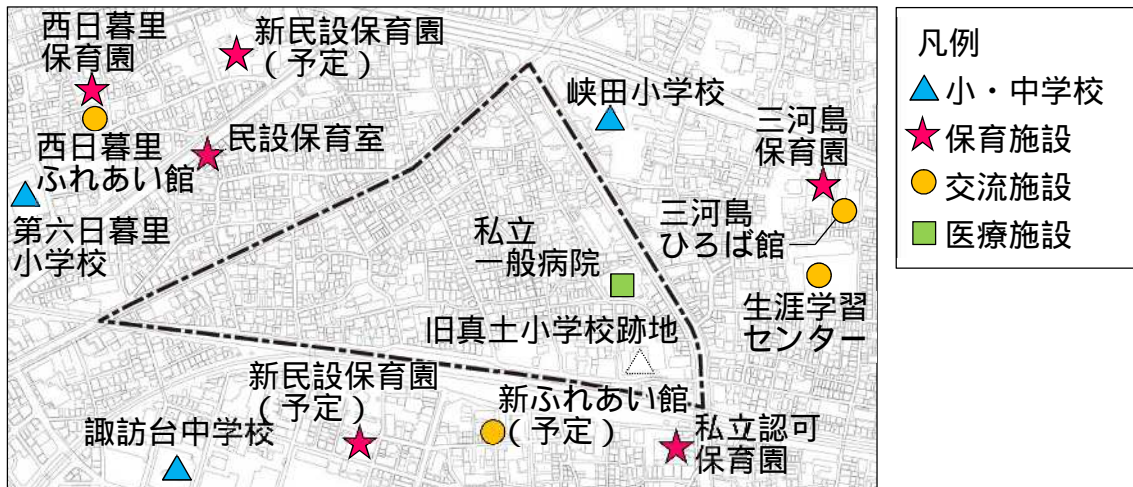 西日暮里
保育園
新民設保育園
(予定)
峡田小学校
三河島
保育園
民設保育室
西日暮里
ふれあい館
第六日暮里
小学校
私立
一般病院
三河島
ひろば館
生涯学習
センター
旧真土小学校跡地
新民設保育園
(予定)
新ふれあい館
(予定)
諏訪台中学校
私立認可
保育園
凡例
小・中学校
保育施設
交流施設
医療施設